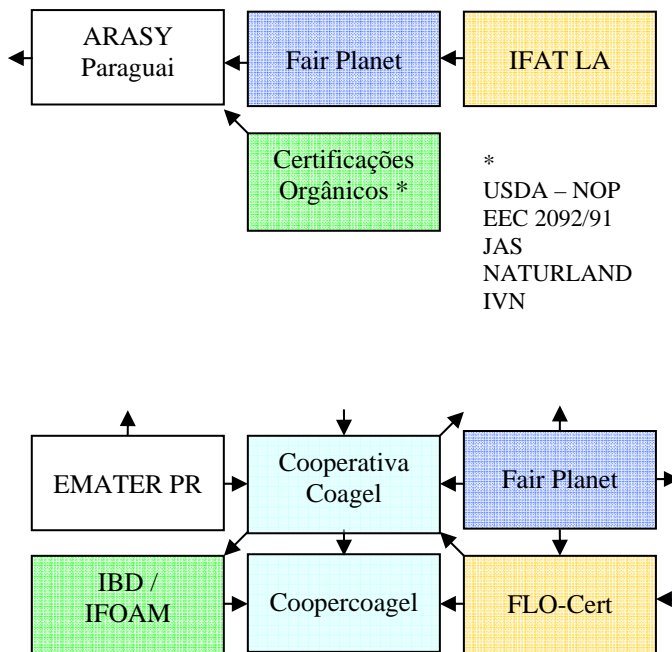 ARASY
Paraguai
Fair Planet
IFAT LA
Certificações
Orgânicos *
*
USDA – NOP
EEC 2092/91
JAS
NATURLAND
IVN
EMATER PR
Cooperativa
Coagel
Fair Planet
IBD /
IFOAM
Coopercoagel
FLO-Cert